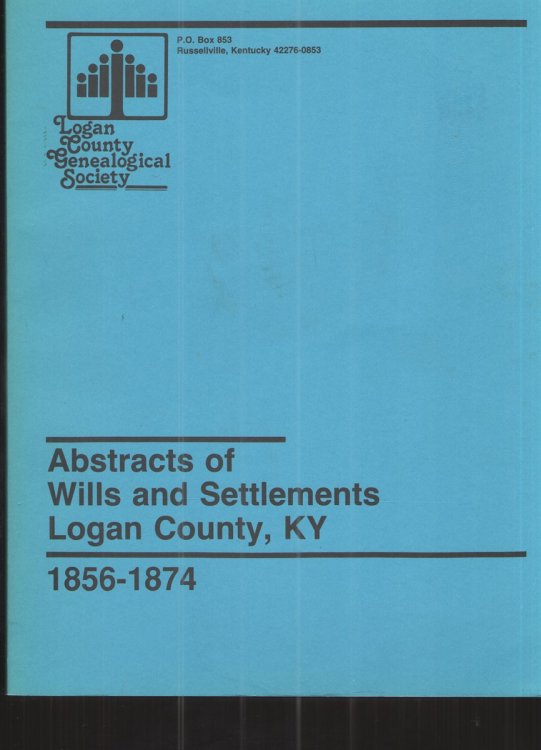 P.O. Box 853
Russellville, Kentucky 42276-0853
Logan
County
Genealogical
Society
Abstracts of
Wills and Settlements
Logan County, KY
1856-1874